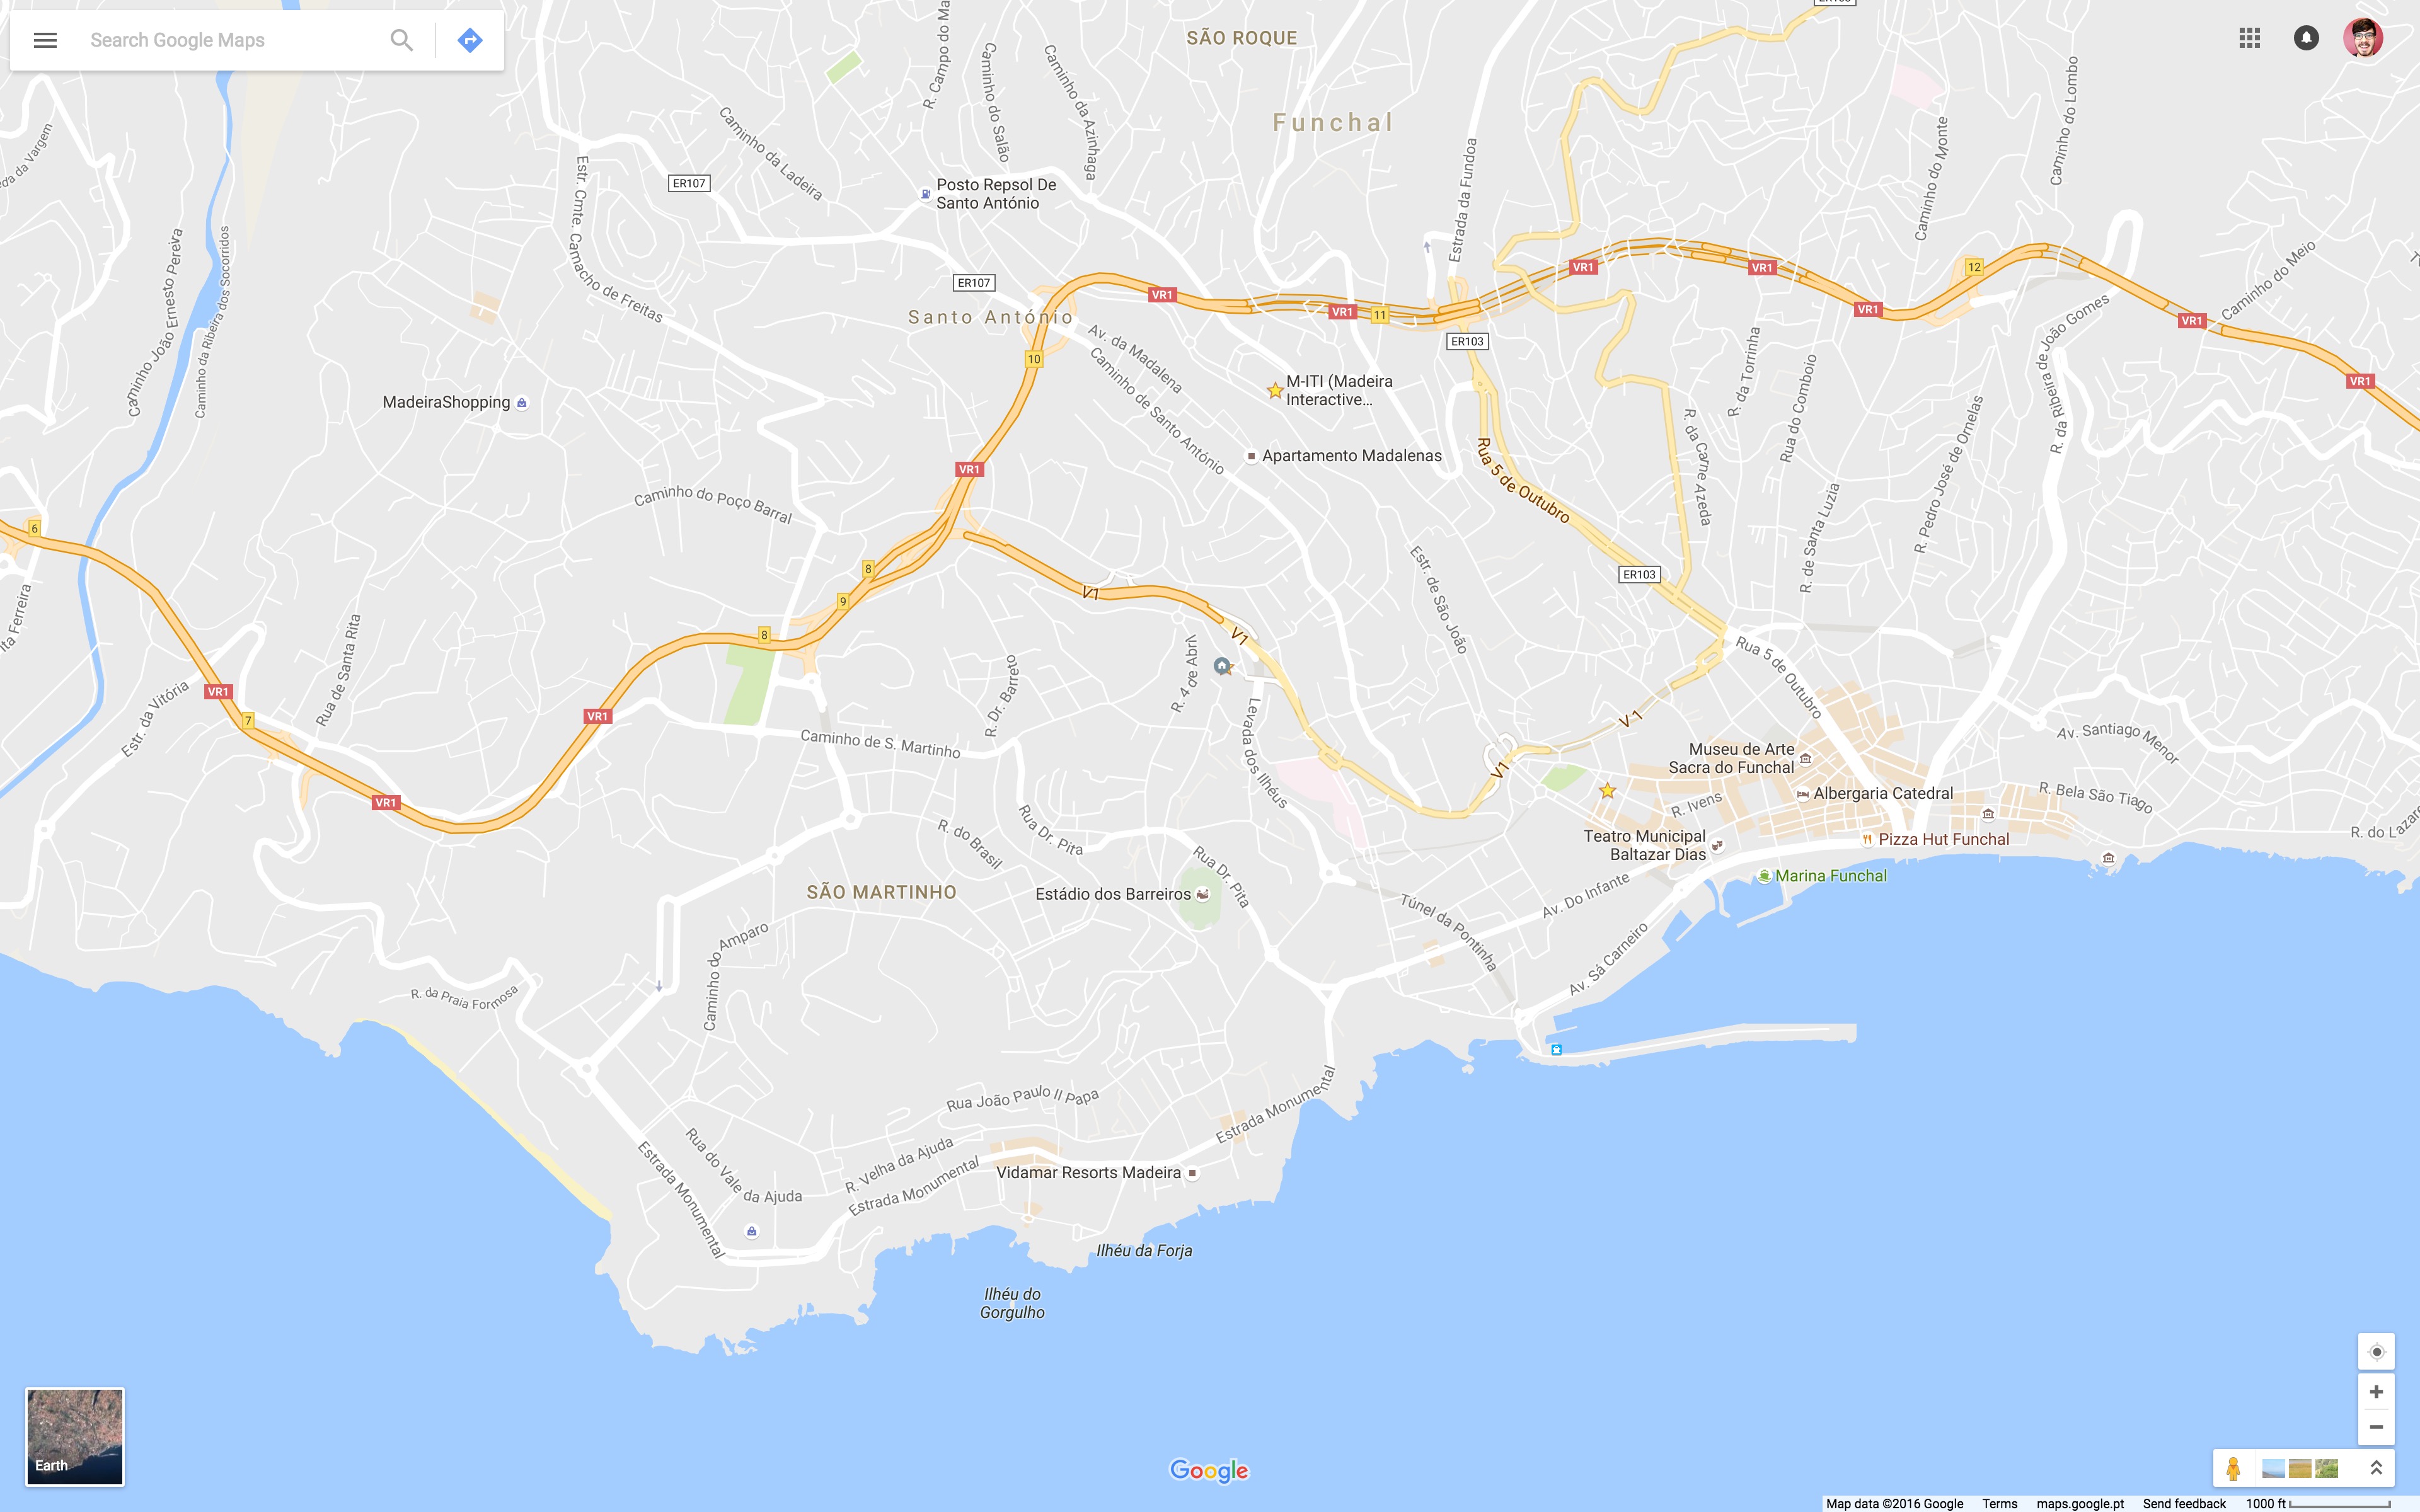 Search Google Maps
SÃO ROQUE
Funchal
R. Campo do Ma
Caminho do Salão
Caminho da Azinhaga
Caminho da Ladeira
ER107
Posto Repsol De
Santo António
Estr. Cmte. Camacho de Freitas
Estrada da Fundoa
Caminho do Monte
Caminho do Lombo
Caminho do Meio
Caminho João Ernesto Pereira
Caminho da Ribeira dos Socorridos
ER107
Santo António
VR1
VR1
11
VR1
VR1
VR1
12
VR1
VR1
ER103
10
Av. da Madalena
Caminho de Santo António
M-ITI (Madeira
Interactive...
MadeiraShopping
Apartamento Madalenas
Rua 5 de Outubro
R. da Carne Azeda
R. da Torrinha
Rua do Comboio
R. de Santa Luzia
R. Pedro José de Ornelas
R. da Ribeira de João Gomes
VR1
Caminho do Poço Barral
6
8
9
8
V1
V1
Estr. de São João
ER103
Rua 5 de Outubro
lta Ferreira
Rua de Santa Rita
Estr. da Vitória
VR1
7
VR1
VR1
R. Dr. Barreto
R. 4 de Abril
Levada dos Ilhéus
Caminho de S. Martinho
V1
V 1
Museu de Arte
Sacra do Funchal
Av. Santiago Menor
Albergaria Catedral
R. Ivens
R. Bela São Tiago
R. do Lazare
Teatro Municipal
Baltazar Dias
Pizza Hut Funchal
Marina Funchal
R. do Brasil
Rua Dr. Pita
Rua Dr. Pita
SÃO MARTINHO
Estádio dos Barreiros
Túnel da Pontinha
Av. Do Infante
Av. Sá Carneiro
Caminho do Amparo
R. da Praia Formosa
Rua João Paulo II Papa
Estrada Monumental
Rua do Vale da Ajuda
R. Velha da Ajuda
Estrada Monumental
Estrada Monumental
Vidamar Resorts Madeira
Ilhéu da Forja
Ilhéu do
Gorgulho
Earth
Google
Map data ©2016 Google Terms maps.google.pt Send feedback 1000 ft